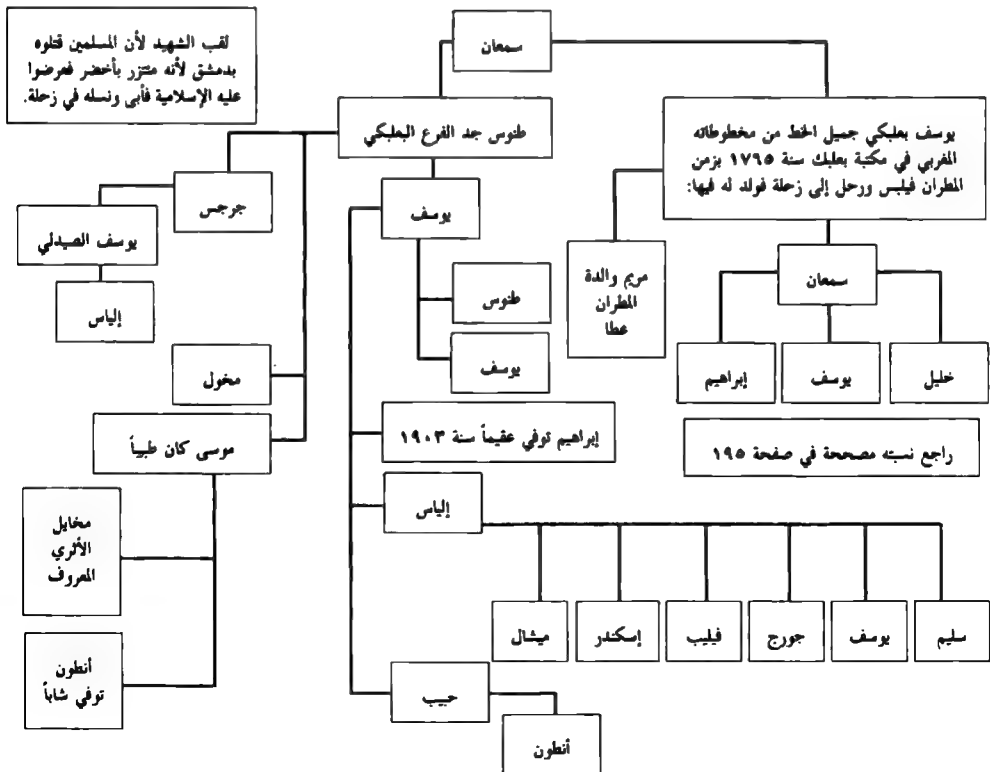 سمعان
لقب الشهيد لأن المسلمين قتلوه
بدمشق لأنه متزر بأخضر فعرضوا
عليه الإسلامية فأبى ونسله في زحلة.
يوسف بعلبكي جميل الخط من مخطوطاته
المغربي في مكتبة بعلبك سنة ١٧٩٥ بزمن
المطران فيلبس ورحل إلى زحلة فولد له فيها:
طنوس جد الفرع البعلبكي
مريم والدة
المطران
عطا
سمعان
خليل
يوسف
إبراهيم
راجع نسبته مصححة في صفحة ١٩٥
يوسف
طنوس
يوسف
إبراهيم توفي عقيماً سنة ١٩٠٣
إلياس
سليم
يوسف
جورج
فيليب
إسكندر
ميشال
حبيب
أنطون
جرجس
يوسف الصيدلي
إلياس
مخول
موسى كان طبيباً
مخايل
الأثري
المعروف
أنطون
توفي شاباً